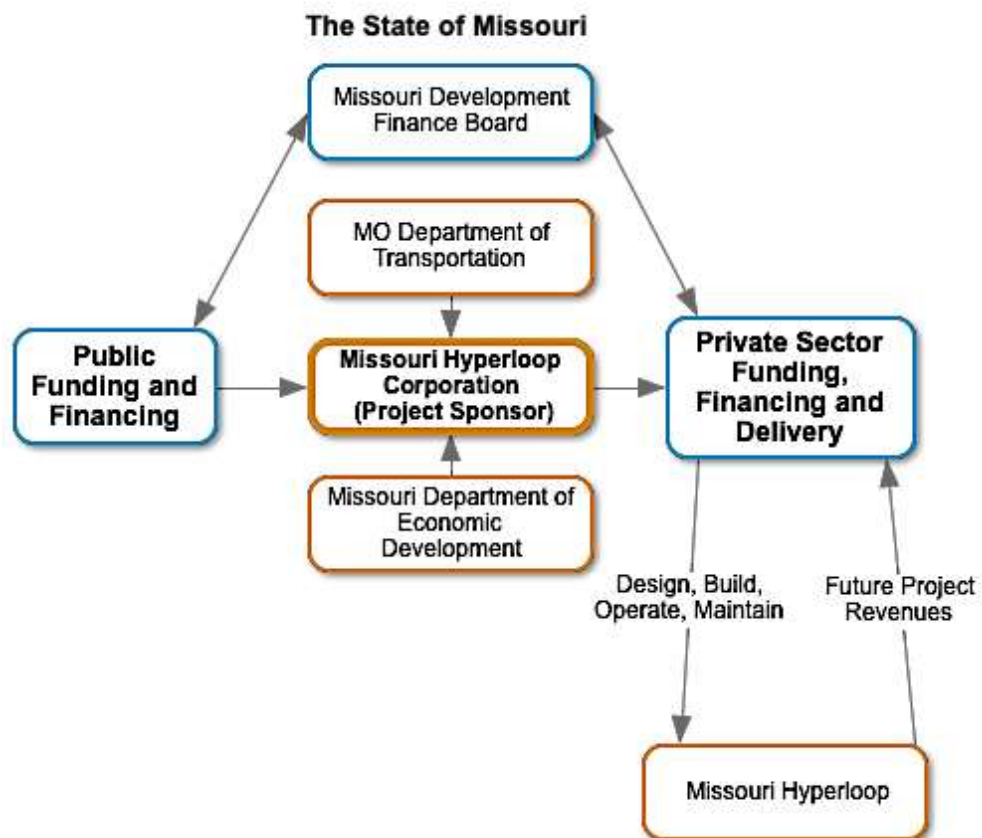 The State of Missouri
Missouri Development
Finance Board
MO Department of
Transportation
Public
Funding and
Financing
Missouri Hyperloop
Corporation
(Project Sponsor)
Private Sector
Funding,
Financing and
Delivery
Missouri Department of
Economic
Development
Design, Build,
Operate, Maintain
Future Project
Revenues
Missouri Hyperloop